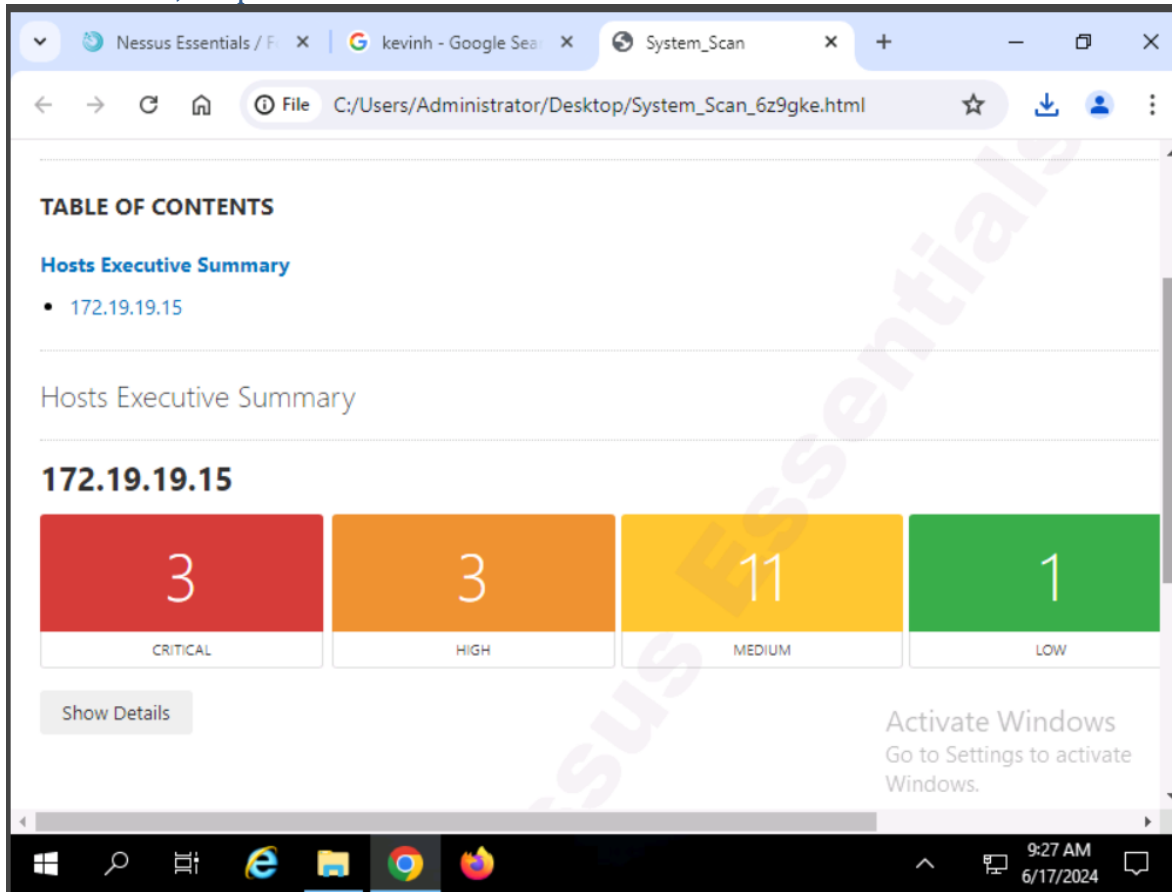 Nessus Essentials / F
kevinh - Google Sea
System_Scan
File
C:/Users/Administrator/Desktop/System_Scan_6z9gke.html
TABLE OF CONTENTS
Hosts Executive Summary
• 172.19.19.15
Hosts Executive Summary
172.19.19.15
3
CRITICAL
3
HIGH
11
MEDIUM
1
LOW
Show Details
Activate Windows
Go to Settings to activate
Windows.
9:27 AM
6/17/2024